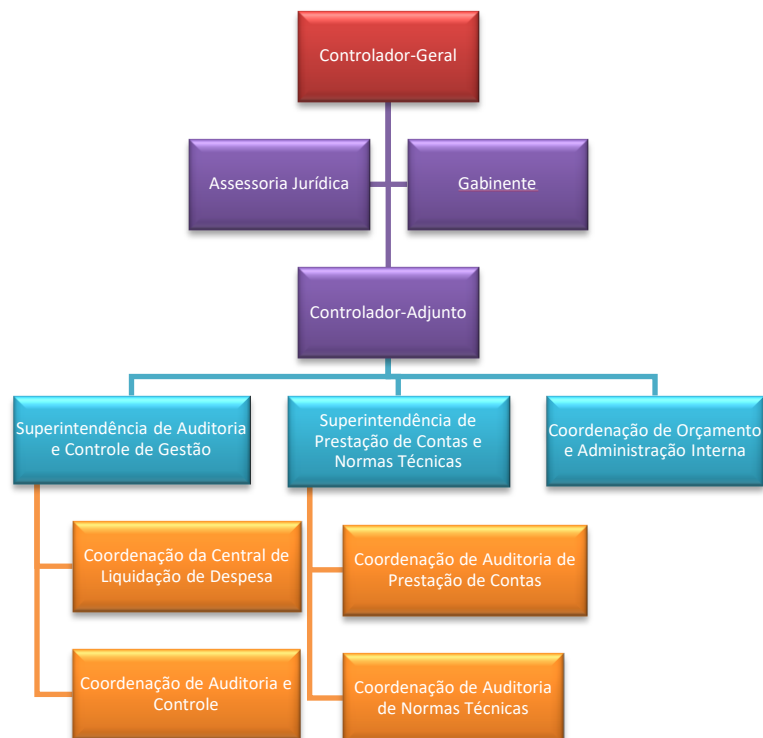 Controlador-Geral
Assessoria Jurídica
Gabinente
Controlador-Adjunto
Superintendência de Auditoria
e Controle de Gestão
Superintendência de
Prestação de Contas e
Normas Técnicas
Coordenação de Orçamento
e Administração Interna
Coordenação da Central de
Liquidação de Despesa
Coordenação de Auditoria de
Prestação de Contas
Coordenação de Auditoria e
Controle
Coordenação de Auditoria
de Normas Técnicas